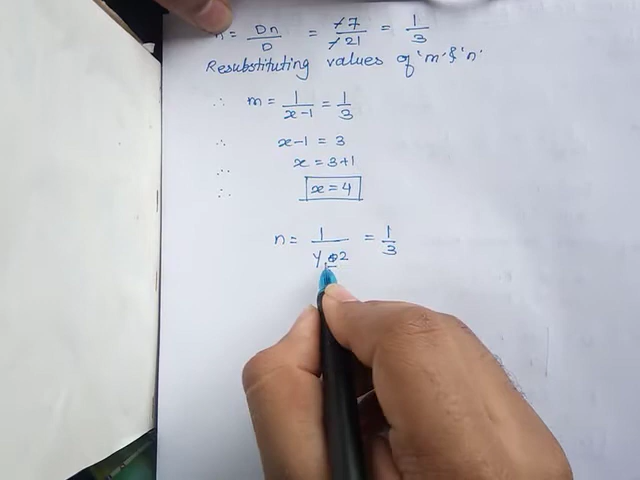 n = Dn/D = -7/-21 = 1/3
Resubstituting values of 'm' & 'n'.
∴ m = 1/x-1 = 1/3
∴ x-1 = 3
∴ x = 3+1
∴ x = 4
n = 1/y-2 = 1/3